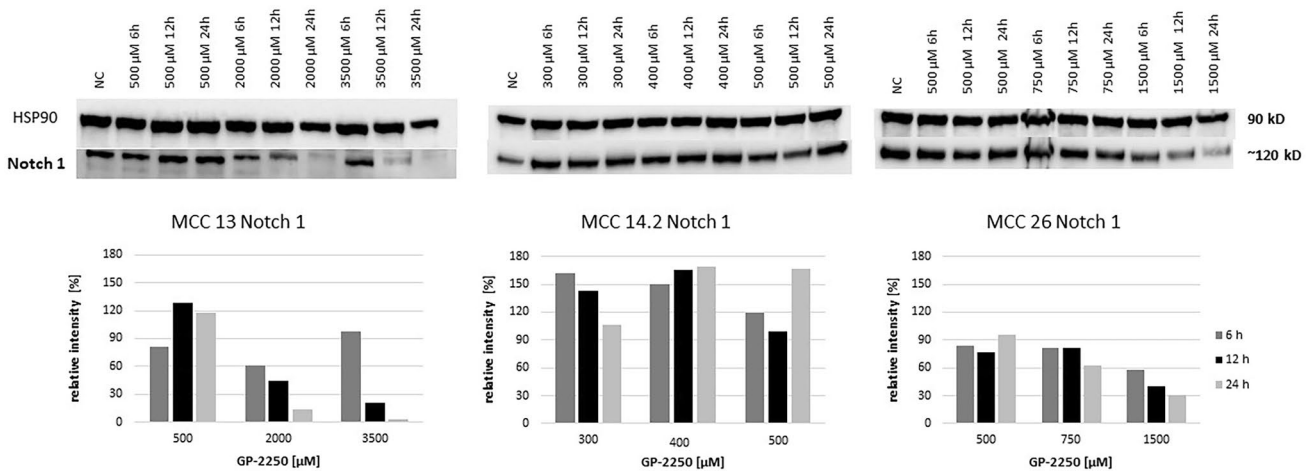 NC 500 µM 6h 500 µM 12h 500 µM 24h 2000 µM 6h 2000 µM 12h 2000 µM 24h 3500 µM 6h 3500 µM 12h 3500 µM 24h
NC 300 µM 6h 300 µM 12h 300 µM 24h 400 µM 6h 400 µM 12h 400 µM 24h 500 µM 6h 500 µM 12h 500 µM 24h
NC 500 µM 6h 500 µM 12h 500 µM 24h 750 µM 6h 750 µM 12h 750 µM 24h 1500 µM 6h 1500 µM 12h 1500 µM 24h
HSP90
90 kD
Notch 1
~120 kD
MCC 13 Notch 1
relative intensity [%]
180
150
120
90
60
30
0
500 2000 3500
GP-2250 [µM]
MCC 14.2 Notch 1
relative intensity [%]
180
150
120
90
60
30
0
300 400 500
GP-2250 [µM]
MCC 26 Notch 1
relative intensity [%]
180
150
120
90
60
30
0
500 750 1500
GP-2250 [µM]
6 h
12 h
24 h